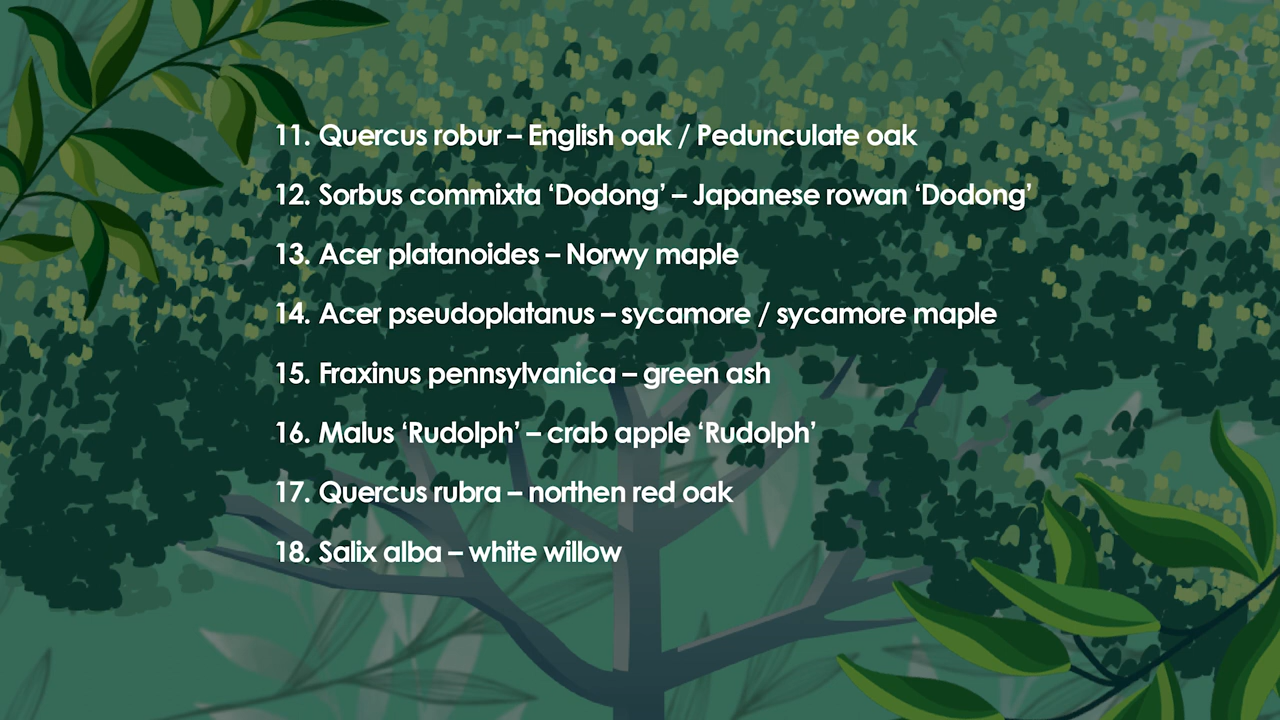 11. Quercus robur – English oak / Pedunculate oak
12. Sorbus commixta ‘Dodong’ – Japanese rowan ‘Dodong’
13. Acer platanoides – Norwy maple
14. Acer pseudoplatanus – sycamore / sycamore maple
15. Fraxinus pennsylvanica – green ash
16. Malus ‘Rudolph’ – crab apple ‘Rudolph’
17. Quercus rubra – northen red oak
18. Salix alba – white willow